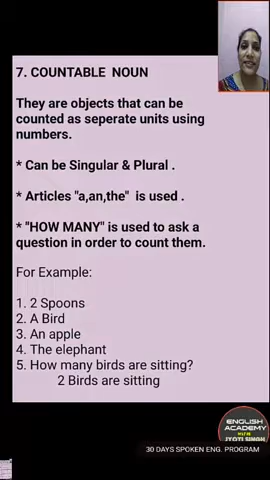 7. COUNTABLE NOUN
They are objects that can be
counted as seperate units using
numbers.
* Can be Singular & Plural .
* Articles "a,an,the" is used .
* "HOW MANY" is used to ask a
question in order to count them.
For Example:
1. 2 Spoons
2. A Bird
3. An apple
4. The elephant
5. How many birds are sitting?
2 Birds are sitting
ENGLISH
ACADEMY
WITH
JYOTI SINGH
30 DAYS SPOKEN ENG. PROGRAM